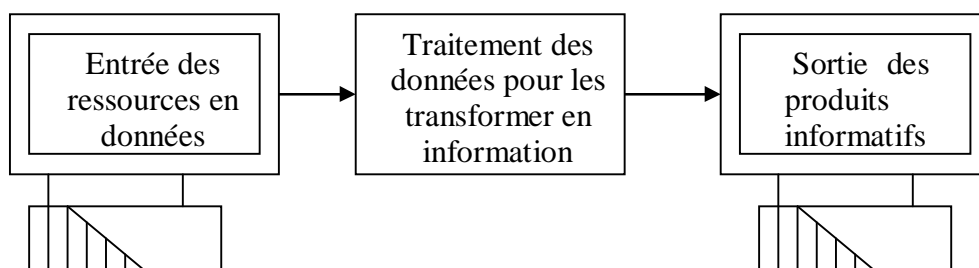 Entrée des
ressources en
données
Traitement des
données pour les
transformer en
information
Sortie des
produits
informatifs